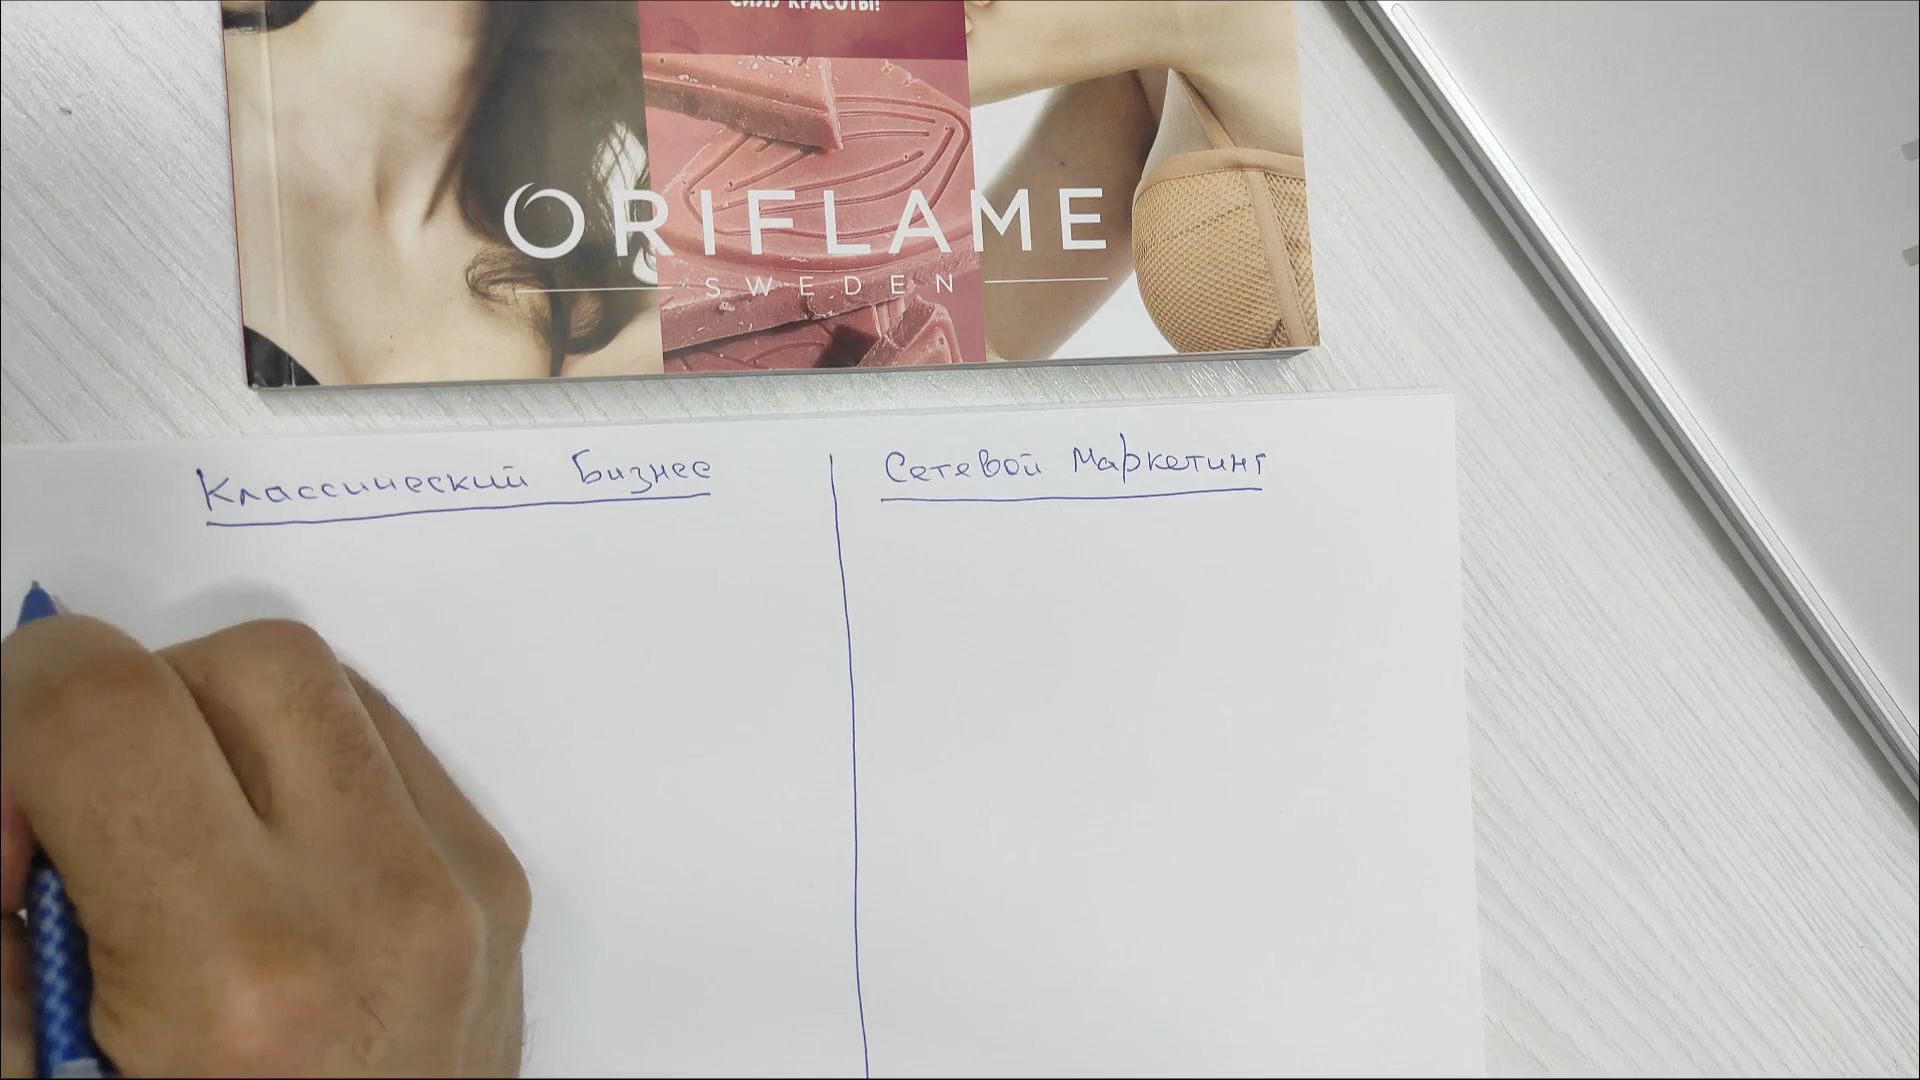 СИЛУ КРАСОТЫ!
ORIFLAME
SWEDEN
Классический Бизнес
Сетевой Маркетинг